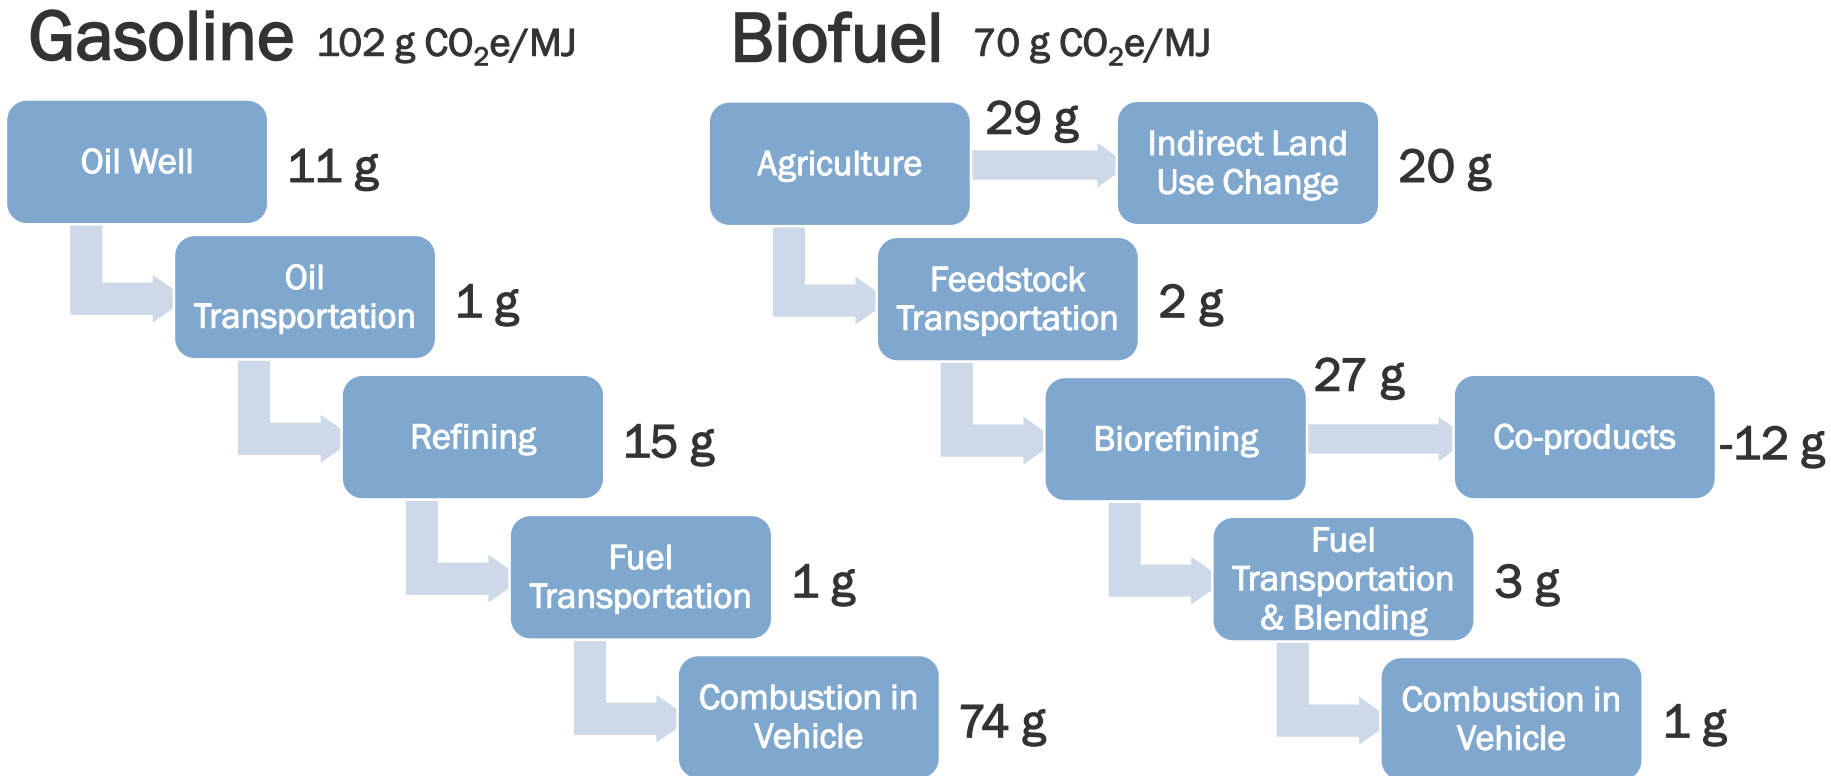 Gasoline 102 g CO₂e/MJ
Oil Well
11 g
Oil
Transportation
1 g
Refining
15 g
Fuel
Transportation
1 g
Combustion in
Vehicle
74 g
Biofuel 70 g CO₂e/MJ
Agriculture
29 g
Indirect Land
Use Change
20 g
Feedstock
Transportation
2 g
Biorefining
27 g
Co-products
-12 g
Fuel
Transportation
& Blending
3 g
Combustion in
Vehicle
1 g